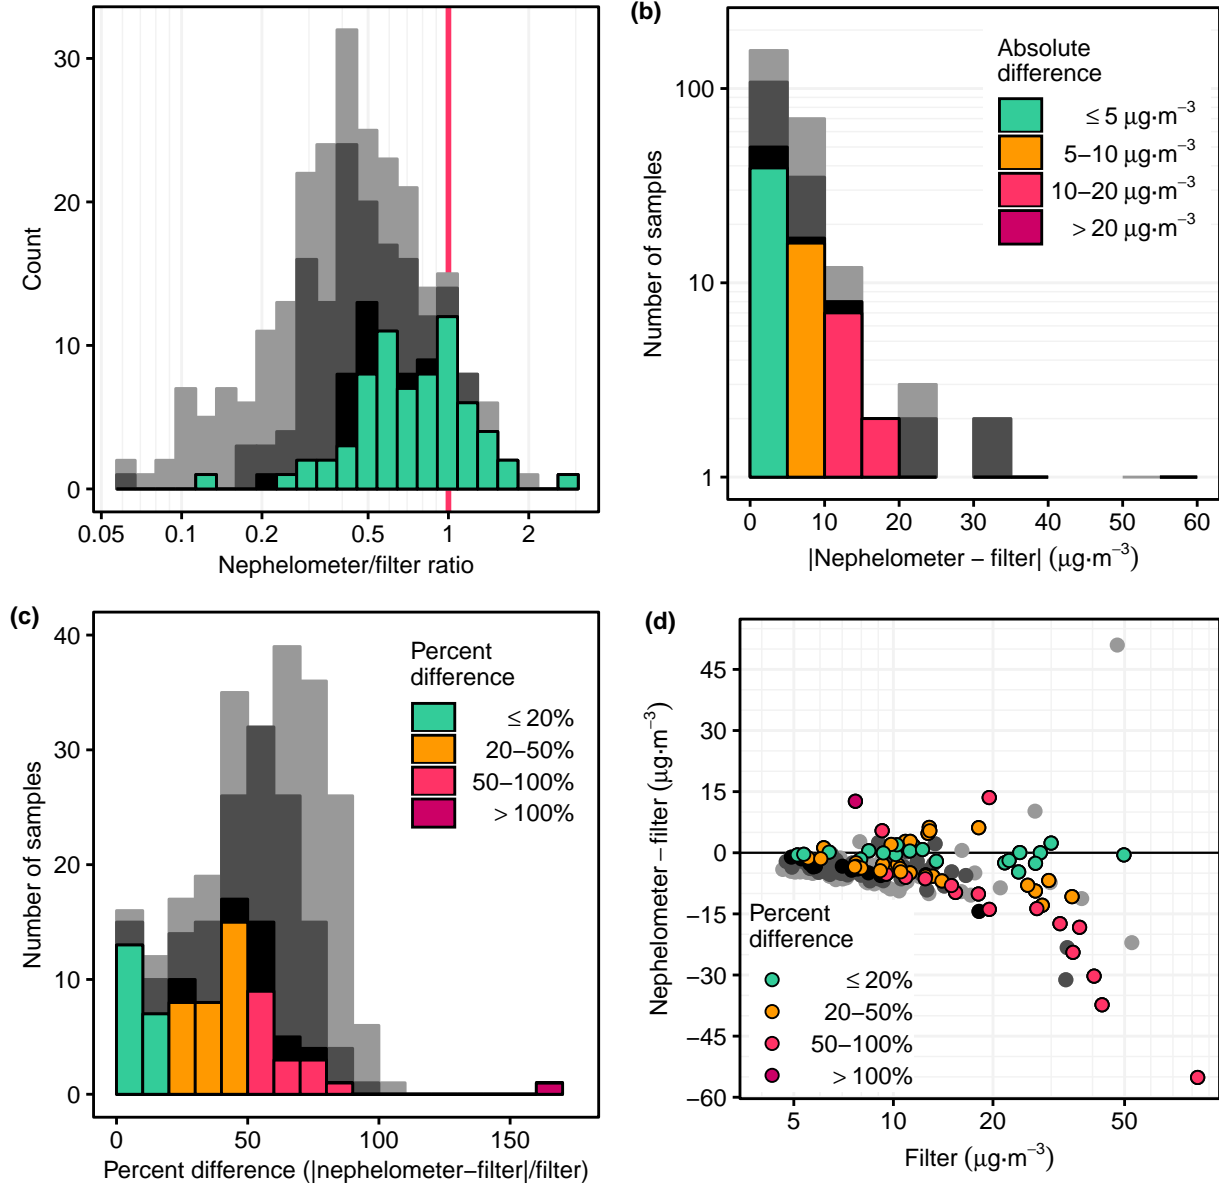 30
20
10
0
Count
0.05 0.1 0.2 0.5 1 2
Nephelometer/filter ratio
(b)
100
10
1
Number of samples
Absolute
difference
≤ 5 µg·m⁻³
5–10 µg·m⁻³
10–20 µg·m⁻³
> 20 µg·m⁻³
0 10 20 30 40 50 60
|Nephelometer – filter| (µg·m⁻³)
(c)
40
30
20
10
0
Number of samples
Percent
difference
≤ 20%
20–50%
50–100%
> 100%
0 50 100 150
Percent difference (|nephelometer–filter|/filter)
(d)
45
30
15
0
−15
−30
−45
−60
Nephelometer – filter (µg·m⁻³)
Percent
difference
≤ 20%
20–50%
50–100%
> 100%
5 10 20 50
Filter (µg·m⁻³)